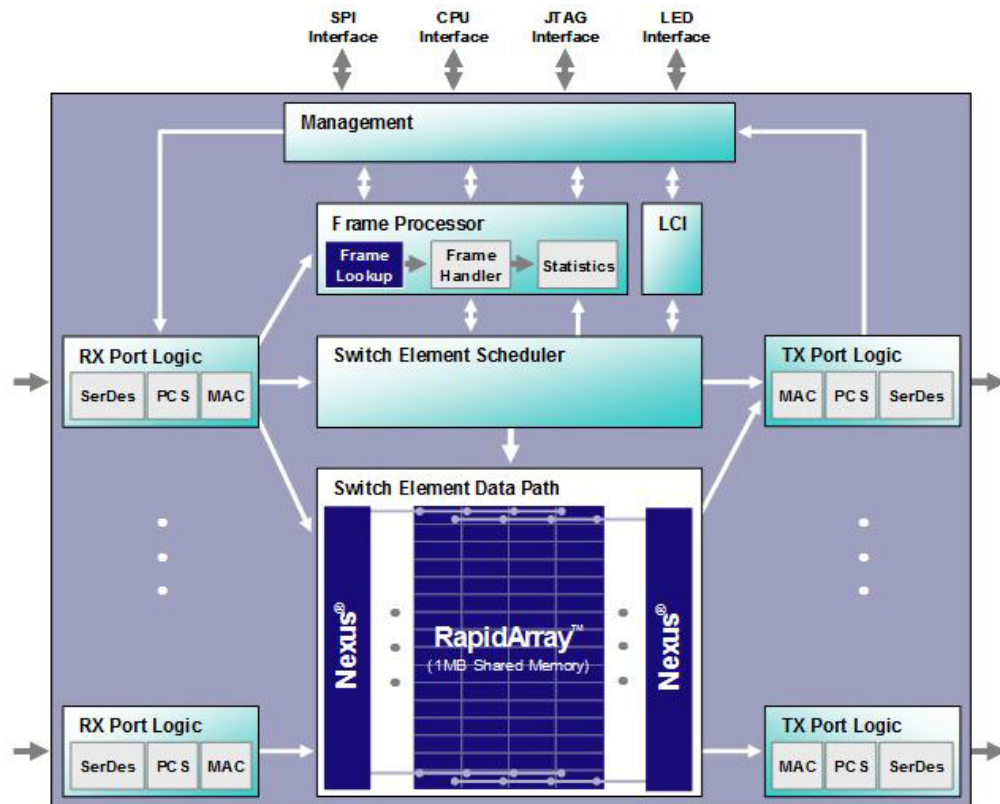 SPI
Interface
CPU
Interface
JTAG
Interface
LED
Interface
Management
Frame Processor
Frame
Lookup
Frame
Handler
Statistics
LCI
RX Port Logic
SerDes
PCS
MAC
Switch Element Scheduler
TX Port Logic
MAC
PCS
SerDes
Switch Element Data Path
Nexus®
RapidArray™
(1MB Shared Memory)
Nexus®
RX Port Logic
SerDes
PCS
MAC
TX Port Logic
MAC
PCS
SerDes